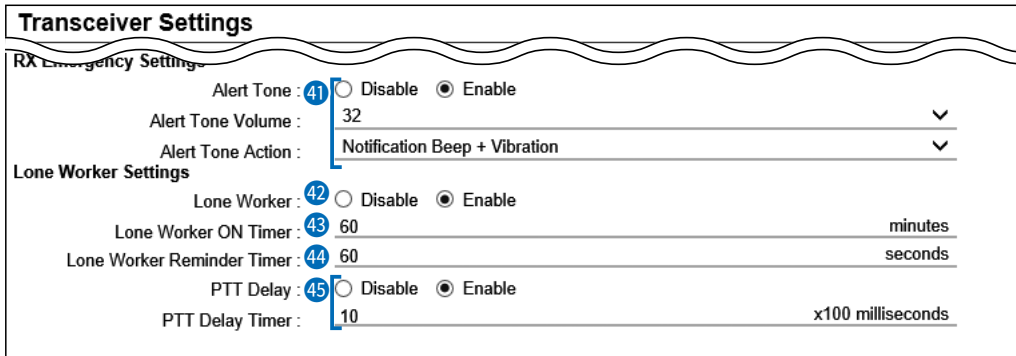 Transceiver Settings
RX Emergency Settings
Alert Tone : 41 Disable Enable
Alert Tone Volume : 32
Alert Tone Action : Notification Beep + Vibration
Lone Worker Settings
Lone Worker : 42 Disable Enable
Lone Worker ON Timer : 43 60 minutes
Lone Worker Reminder Timer : 44 60 seconds
PTT Delay : 45 Disable Enable
PTT Delay Timer : 10 x100 milliseconds